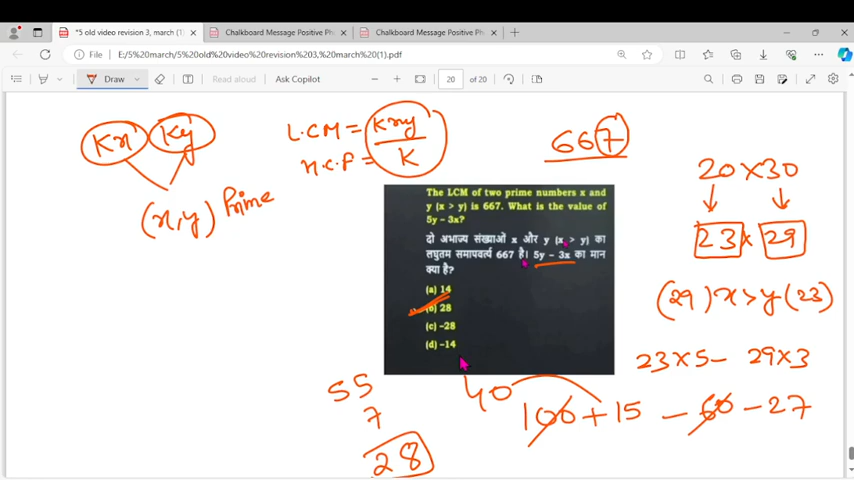 *5 old video revision 3, march (1)
Chalkboard Message Positive Ph
Chalkboard Message Positive Ph
File
E:/5%20march/5%20old%20video%20revision%203,%20march%20(1).pdf
Draw
Read aloud
Ask Copilot
20 of 20
Kx Ky
(x,y) Prime
L.C.M = Kxy
H.C.F = K
667
20×30
23 × 29
(29) x>y (23)
23×5 – 29×3
100 + 15 – 60 – 27
40
55
7
28
The LCM of two prime numbers x and
y (x > y) is 667. What is the value of
5y – 3x?
दो अभाज्य संख्याओं x और y (x > y) का
लघुतम समापवर्त्य 667 है। 5y – 3x का मान
क्या है?
(a) 14
(b) 28
(c) –28
(d) –14